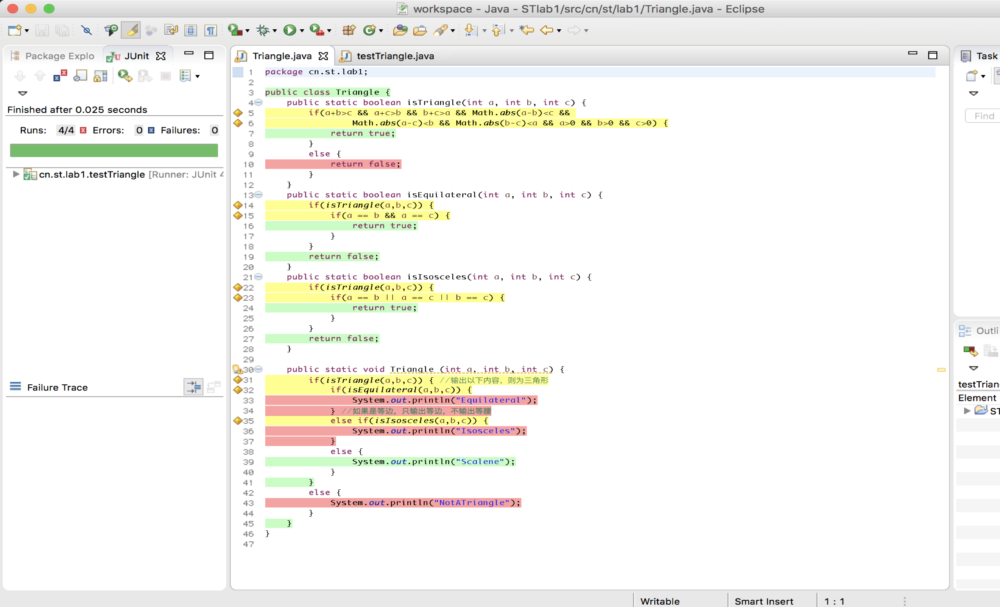 workspace - Java - STlab1/src/cn/st/lab1/Triangle.java - Eclipse
Package Explo
JUnit
Finished after 0.025 seconds
Runs: 4/4 Errors: 0 Failures: 0
cn.st.lab1.testTriangle [Runner: JUnit 4
Failure Trace
Triangle.java
testTriangle.java
1 package cn.st.lab1;
2
3 public class Triangle {
4 public static boolean isTriangle(int a, int b, int c) {
5 if(a+b>c && a+c>b && b+c>a && Math.abs(a-b)<c &&
6 Math.abs(a-c)<b && Math.abs(b-c)<a && a>0 && b>0 && c>0) {
7 return true;
8 }
9 else {
10 return false;
11 }
12 }
13 public static boolean isEquilateral(int a, int b, int c) {
14 if(isTriangle(a,b,c)) {
15 if(a == b && a == c) {
16 return true;
17 }
18 }
19 return false;
20 }
21 public static boolean isIsosceles(int a, int b, int c) {
22 if(isTriangle(a,b,c)) {
23 if(a == b || a == c || b == c) {
24 return true;
25 }
26 }
27 return false;
28 }
29
30 public static void Triangle (int a, int b, int c) {
31 if(isTriangle(a,b,c)) { //输出以下内容，则为三角形
32 if(isEquilateral(a,b,c)) {
33 System.out.println("Equilateral");
34 } //如果是等边，只输出等边，不输出等腰
35 else if(isIsosceles(a,b,c)) {
36 System.out.println("Isosceles");
37 }
38 else {
39 System.out.println("Scalene");
40 }
41 }
42 else {
43 System.out.println("NotATriangle");
44 }
45 }
46 }
47
Task
Find
Outli
testTrian
Element
ST
Writable
Smart Insert
1 : 1